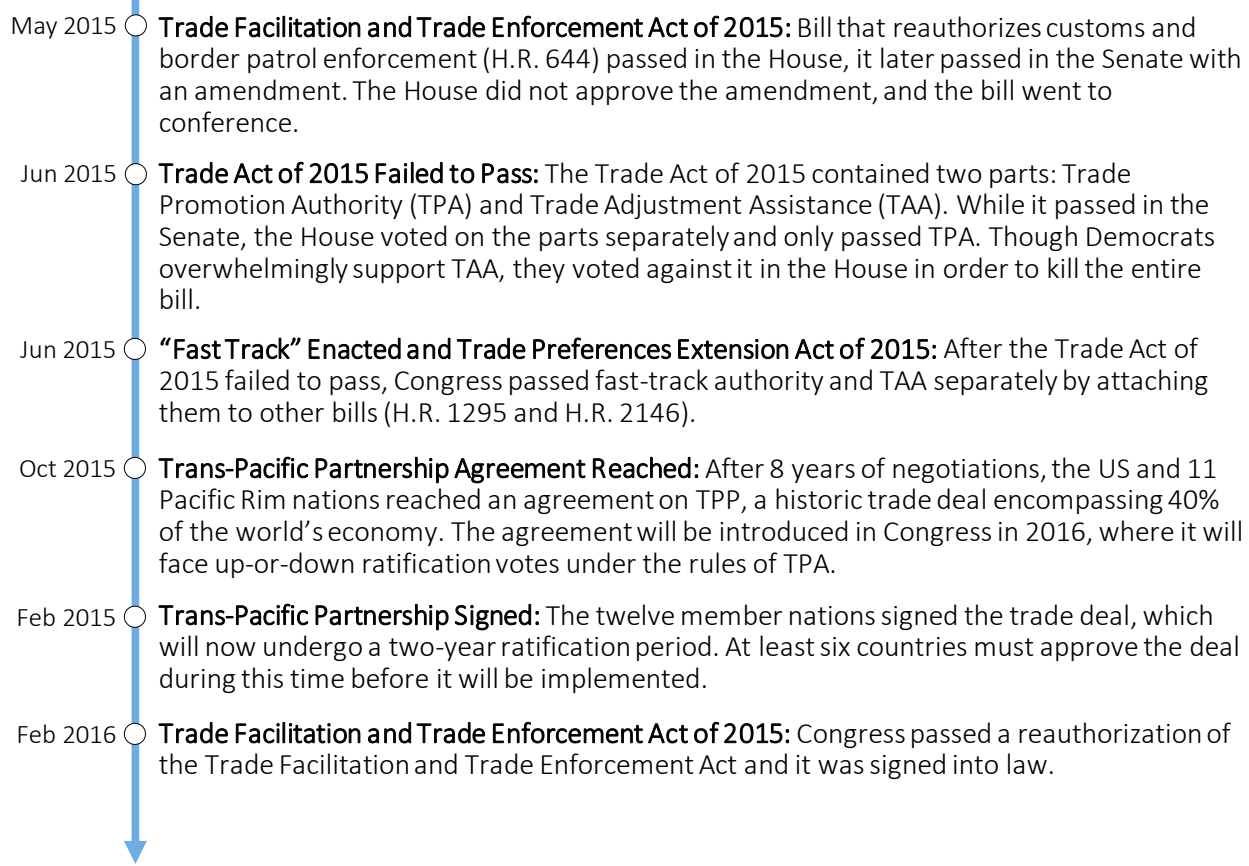 May 2015 Trade Facilitation and Trade Enforcement Act of 2015: Bill that reauthorizes customs and
border patrol enforcement (H.R. 644) passed in the House, it later passed in the Senate with
an amendment. The House did not approve the amendment, and the bill went to
conference.
Jun 2015 Trade Act of 2015 Failed to Pass: The Trade Act of 2015 contained two parts: Trade
Promotion Authority (TPA) and Trade Adjustment Assistance (TAA). While it passed in the
Senate, the House voted on the parts separately and only passed TPA. Though Democrats
overwhelmingly support TAA, they voted against it in the House in order to kill the entire
bill.
Jun 2015 “Fast Track” Enacted and Trade Preferences Extension Act of 2015: After the Trade Act of
2015 failed to pass, Congress passed fast-track authority and TAA separately by attaching
them to other bills (H.R. 1295 and H.R. 2146).
Oct 2015 Trans-Pacific Partnership Agreement Reached: After 8 years of negotiations, the US and 11
Pacific Rim nations reached an agreement on TPP, a historic trade deal encompassing 40%
of the world’s economy. The agreement will be introduced in Congress in 2016, where it will
face up-or-down ratification votes under the rules of TPA.
Feb 2015 Trans-Pacific Partnership Signed: The twelve member nations signed the trade deal, which
will now undergo a two-year ratification period. At least six countries must approve the deal
during this time before it will be implemented.
Feb 2016 Trade Facilitation and Trade Enforcement Act of 2015: Congress passed a reauthorization of
the Trade Facilitation and Trade Enforcement Act and it was signed into law.